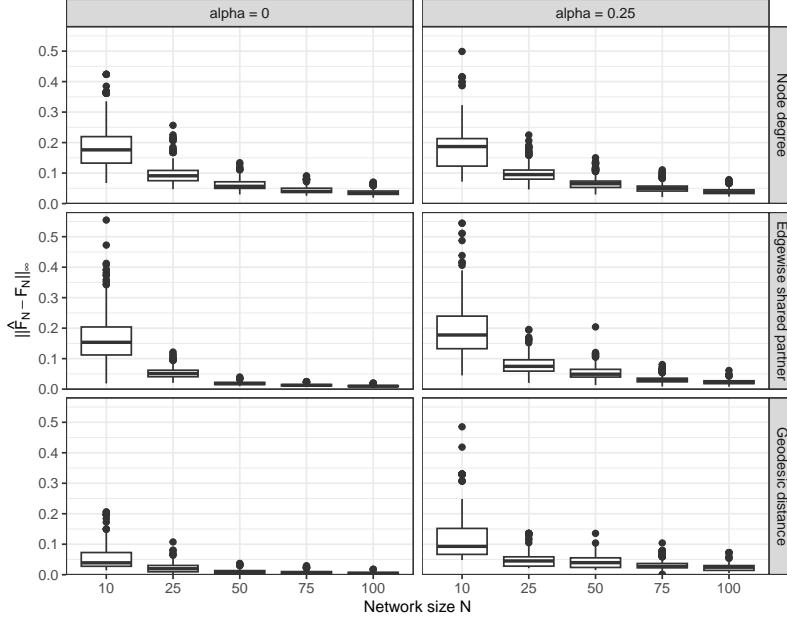 alpha = 0
alpha = 0.25
0.5
0.4
0.3
0.2
0.1
0.0
Node degree
0.5
0.4
0.3
0.2
0.1
0.0
Edgewise shared partner
0.5
0.4
0.3
0.2
0.1
0.0
Geodesic distance
||F̂_N − F_N||_∞
10 25 50 75 100
10 25 50 75 100
Network size N